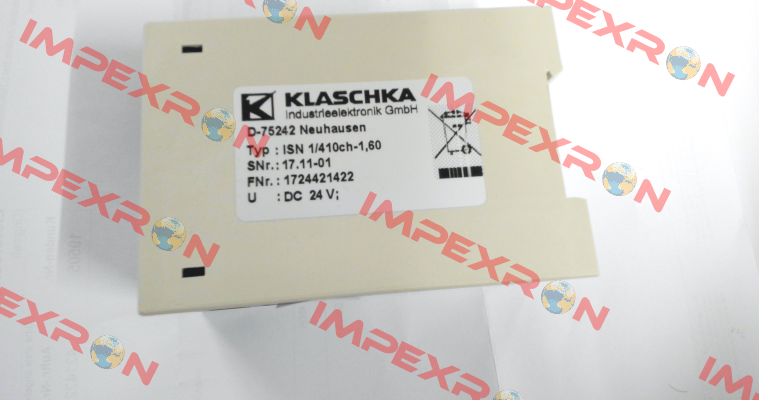 KLASCHKA
Industrieelektronik GmbH
D-75242 Neuhausen
Typ : ISN 1/410ch-1,60
SNr.: 17.11-01
FNr.: 1724421422
U : DC 24 V;
IMPEXRON
IMPEXRON
IMPEXRON
IMPEXRON
IMPEXRON
IMPEXRON
IMPEXRON